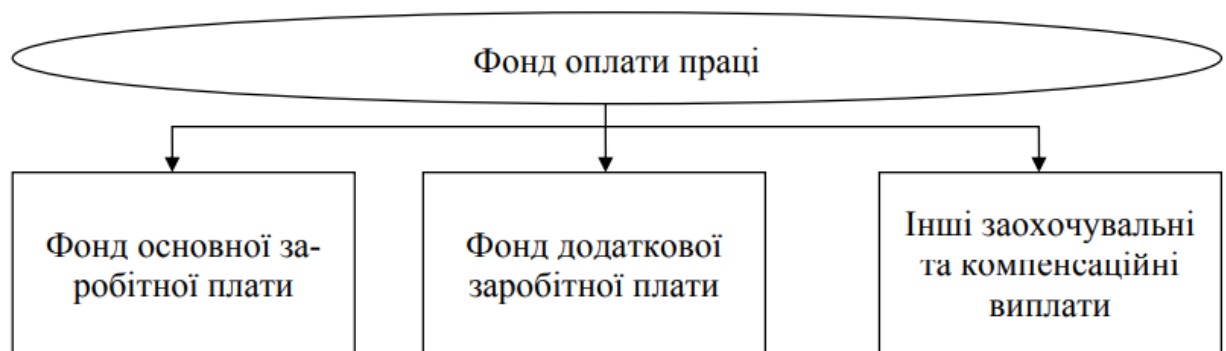 Фонд оплати праці
Фонд основної за-
робітної плати
Фонд додаткової
заробітної плати
Інші заохочувальні
та компенсаційні
виплати